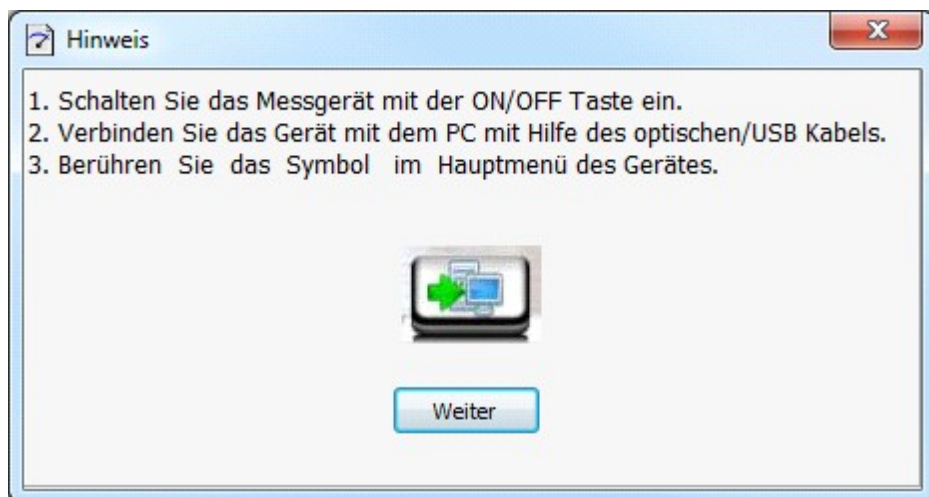 Hinweis
1. Schalten Sie das Messgerät mit der ON/OFF Taste ein.
2. Verbinden Sie das Gerät mit dem PC mit Hilfe des optischen/USB Kabels.
3. Berühren Sie das Symbol im Hauptmenü des Gerätes.
Weiter